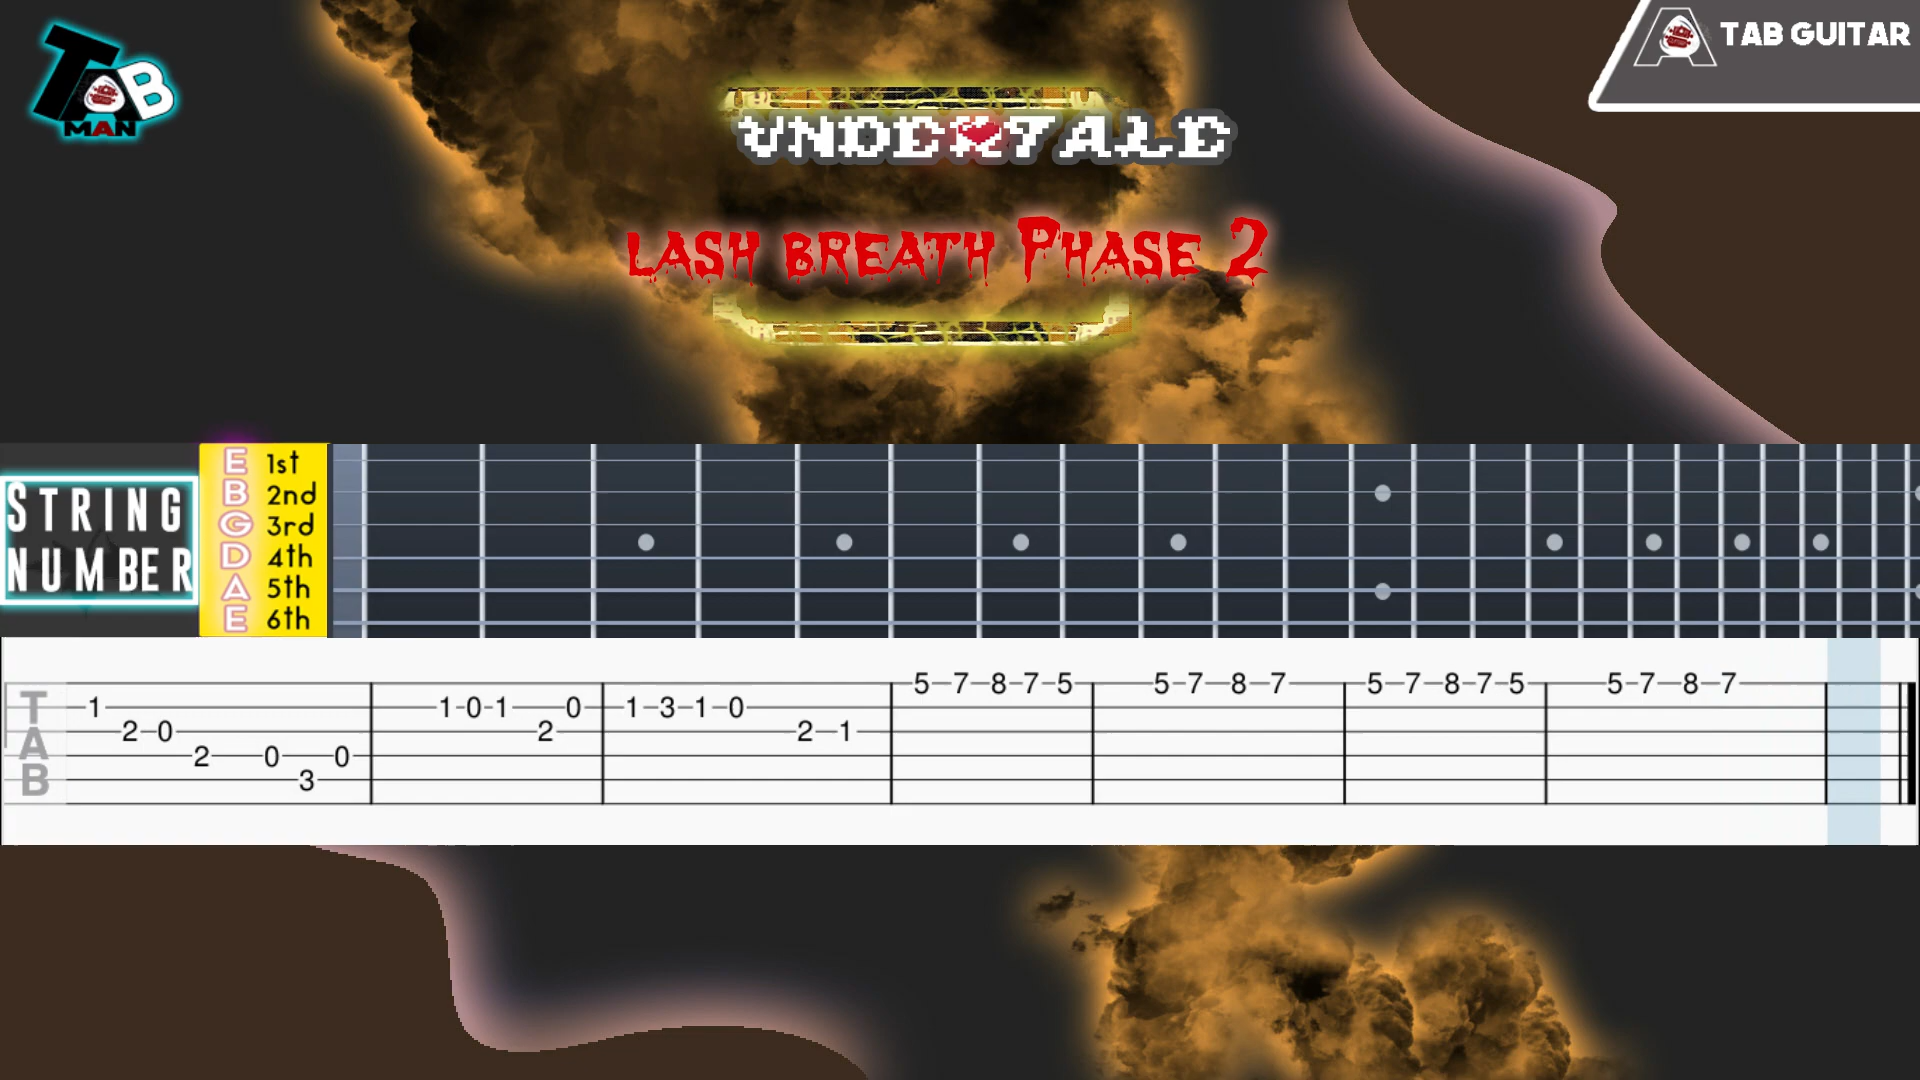 TAB
MAN
TAB GUITAR
UNDERTALE
LASH BREATH PHASE 2
STRING
NUMBER
E 1st
B 2nd
G 3rd
D 4th
A 5th
E 6th
TAB
5-7-8-7-5 5-7-8-7 5-7-8-7-5 5-7-8-7
1 1-0-1 0 1-3-1-0
2-0 2 2-1
2 0 0
3